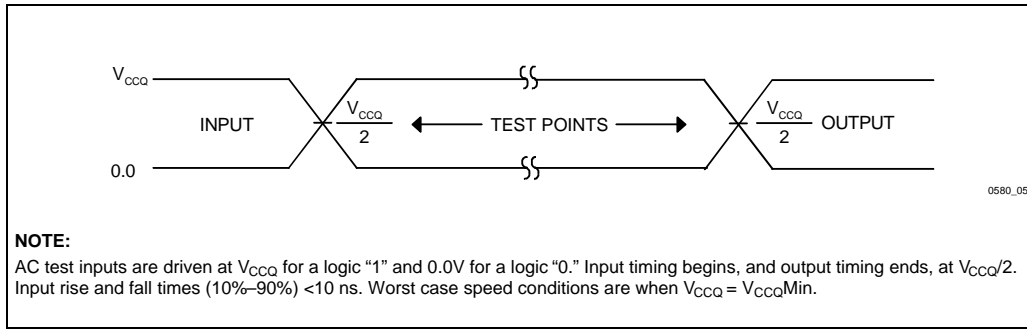 VCCQ
INPUT
VCCQ
2
TEST POINTS
VCCQ
2
OUTPUT
0.0
0580_05
NOTE:
AC test inputs are driven at VCCQ for a logic “1” and 0.0V for a logic “0.” Input timing begins, and output timing ends, at VCCQ/2.
Input rise and fall times (10%–90%) <10 ns. Worst case speed conditions are when VCCQ = VCCQMin.